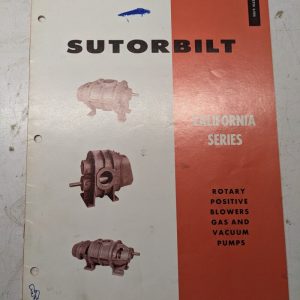 SUTORBILT
CALIFORNIA
SERIES
ROTARY
POSITIVE
BLOWERS
GAS AND
VACUUM
PUMPS